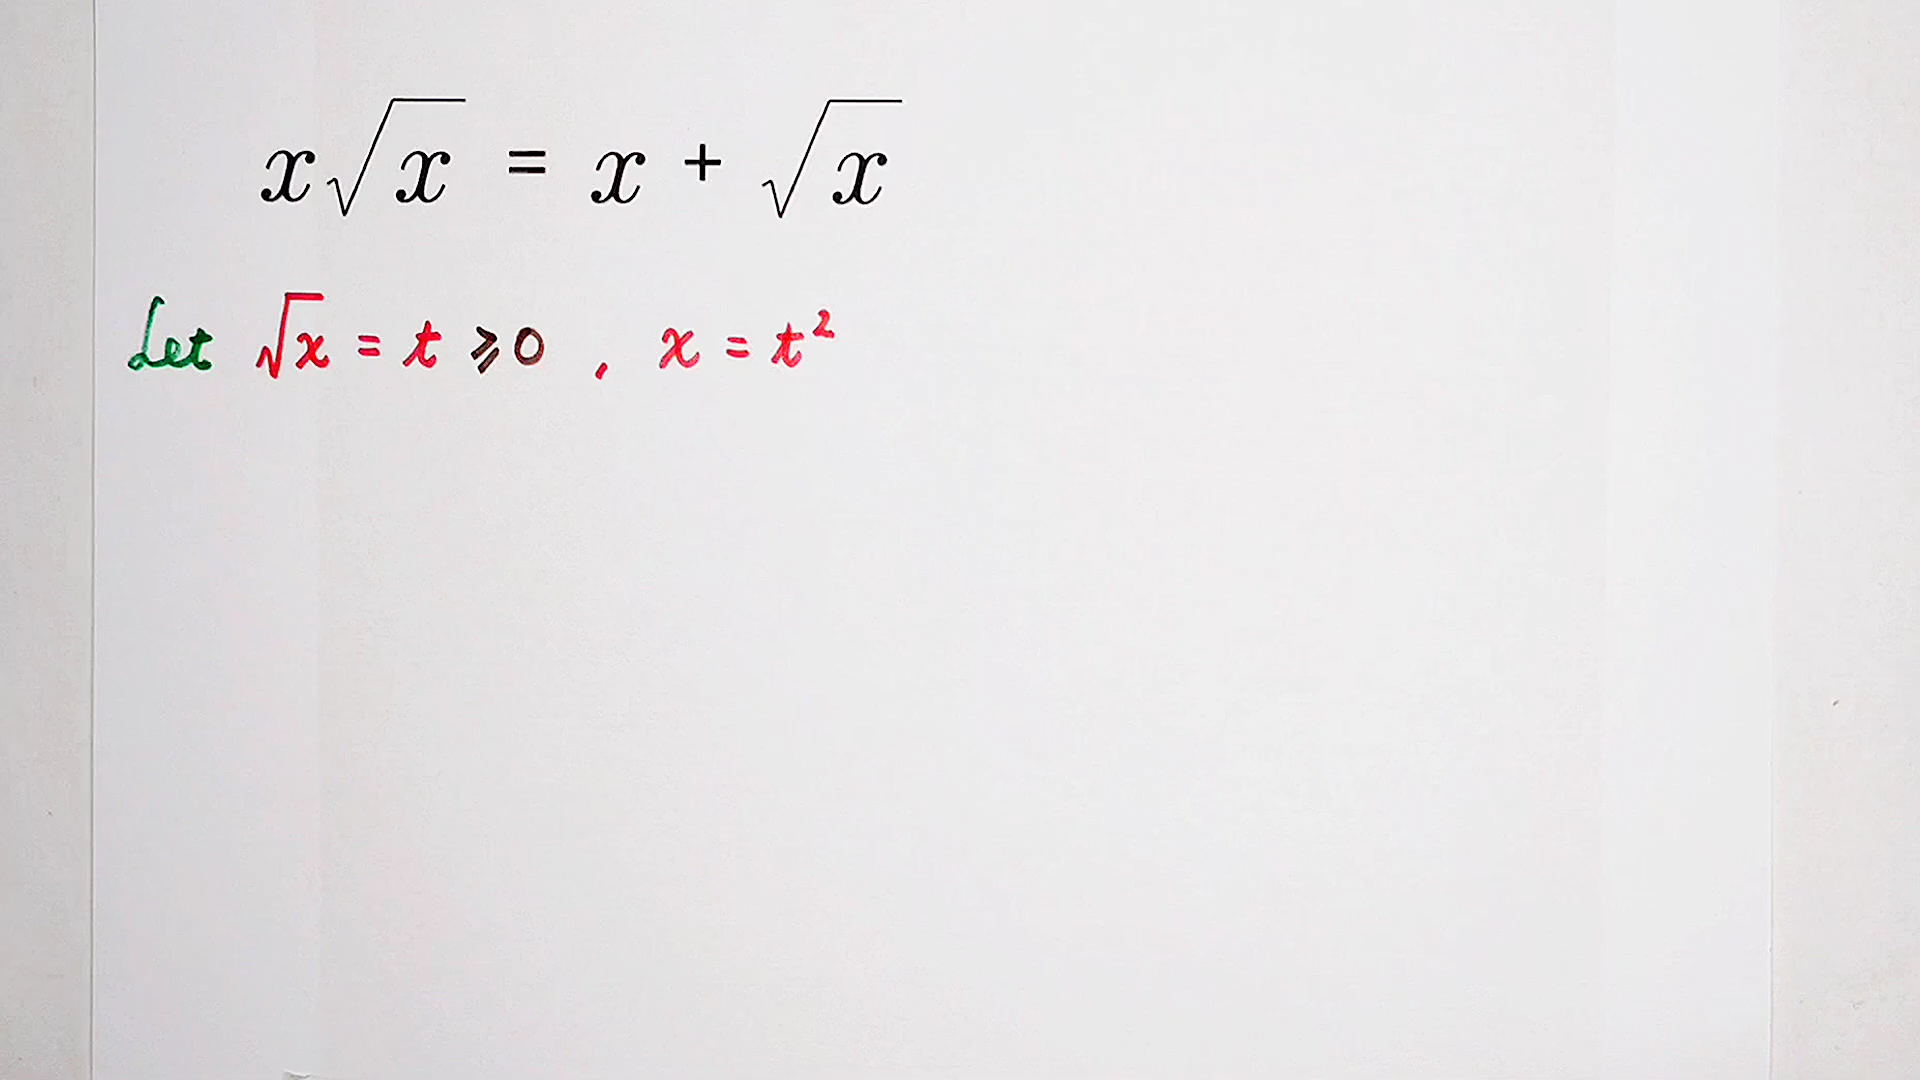 x√x = x + √x
Let √x = t ⩾ 0 , x = t²